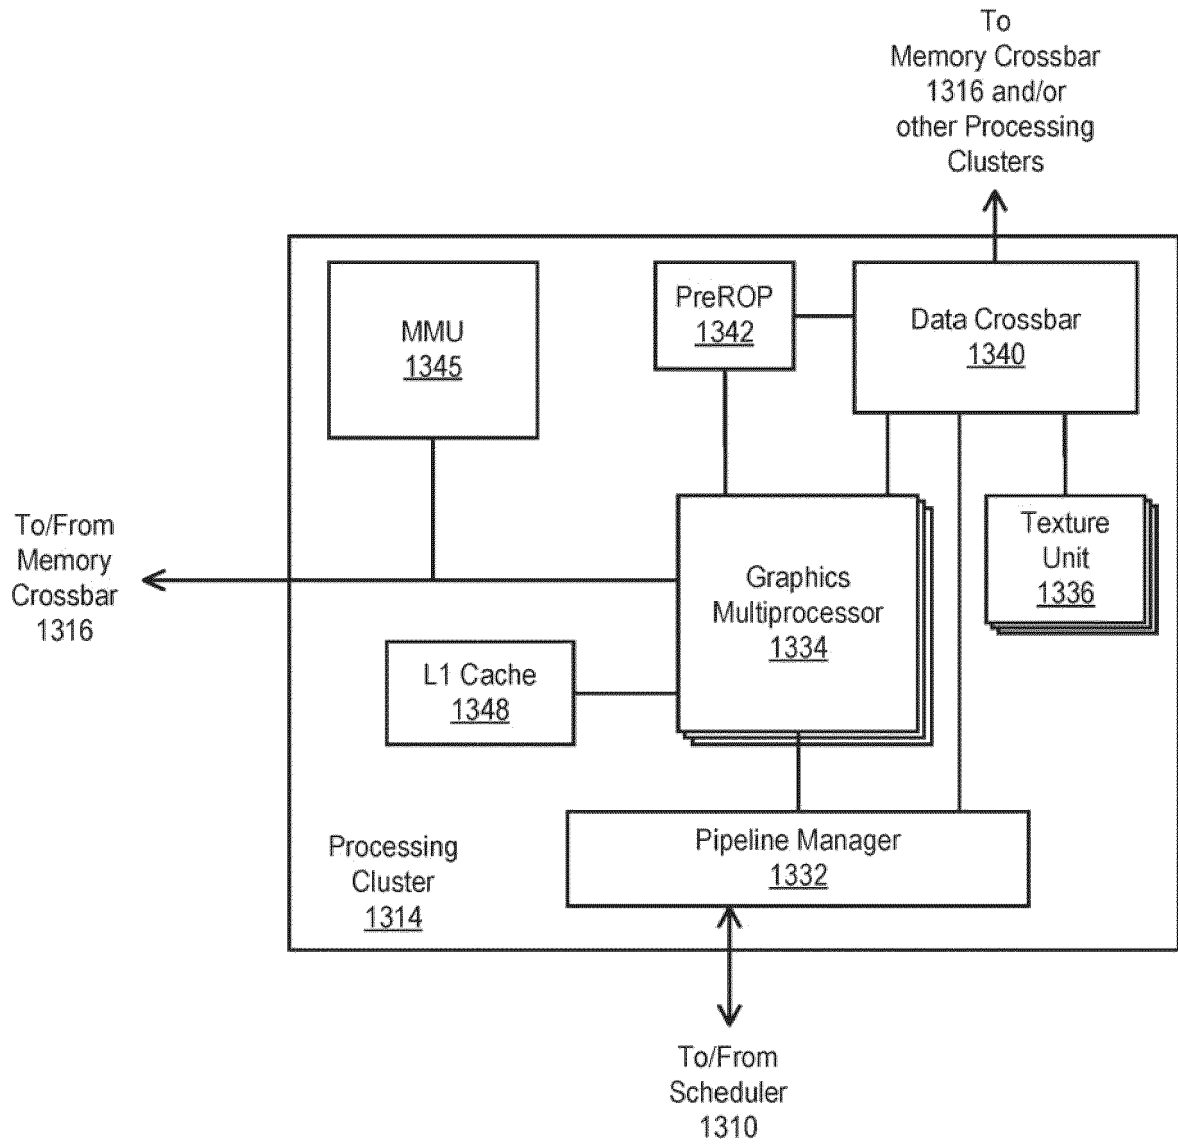 To
Memory Crossbar
1316 and/or
other Processing
Clusters
MMU
1345
PreROP
1342
Data Crossbar
1340
To/From
Memory
Crossbar
1316
Graphics
Multiprocessor
1334
Texture
Unit
1336
L1 Cache
1348
Processing
Cluster
1314
Pipeline Manager
1332
To/From
Scheduler
1310